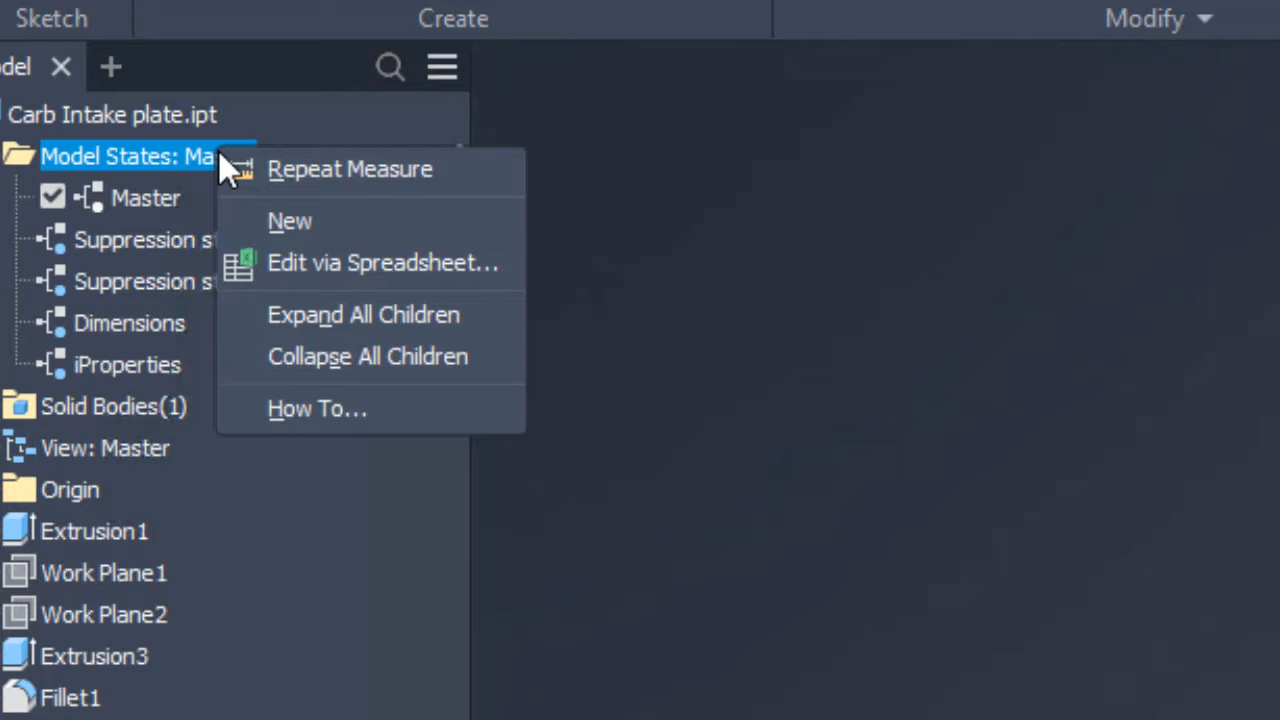 Sketch
Create
Modify
Carb Intake plate.ipt
Model States:
Master
Suppression
Suppression
Dimensions
iProperties
Solid Bodies(1)
View: Master
Origin
Extrusion1
Work Plane1
Work Plane2
Extrusion3
Fillet1
Repeat Measure
New
Edit via Spreadsheet...
Expand All Children
Collapse All Children
How To...